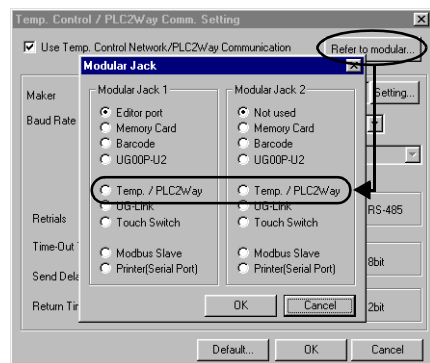 Temp. Control / PLC2Way Comm. Setting
Use Temp. Control Network/PLC2Way Communication
Refer to modular...
Modular Jack
Maker
Setting...
Baud Rate
Modular Jack 1
Editor port
Memory Card
Barcode
UG00P-U2
Temp. / PLC2Way
UG-Link
Touch Switch
Modbus Slave
Printer(Serial Port)
Modular Jack 2
Not used
Memory Card
Barcode
UG00P-U2
Temp. / PLC2Way
UG-Link
Touch Switch
Modbus Slave
Printer(Serial Port)
Retrials
RS-485
Time-Out
8bit
Send Dela
Return Tir
2bit
OK
Cancel
Default...
OK
Cancel